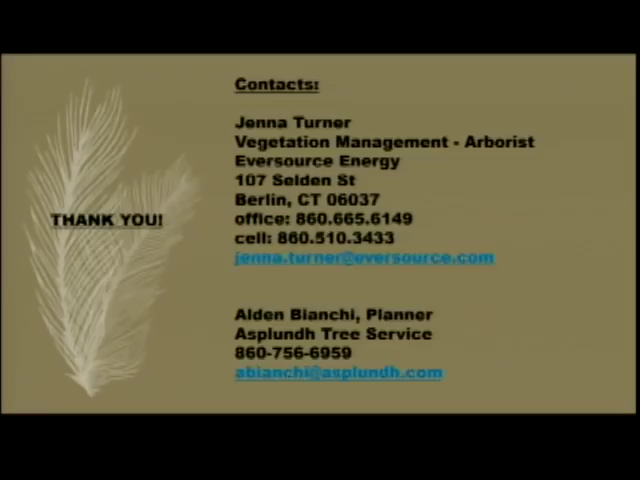 Contacts:
Jenna Turner
Vegetation Management - Arborist
Eversource Energy
107 Selden St
Berlin, CT 06037
office: 860.665.6149
cell: 860.510.3433
jenna.turner@eversource.com
THANK YOU!
Alden Bianchi, Planner
Asplundh Tree Service
860-756-6959
abianchi@asplundh.com